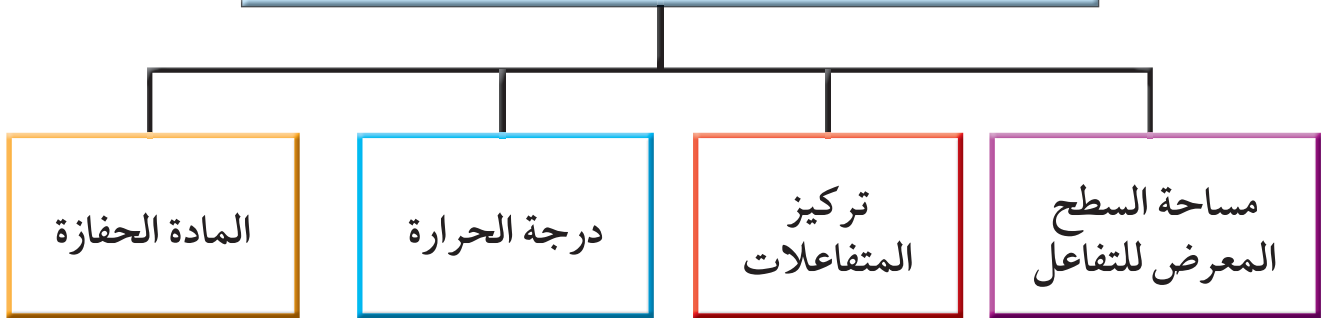 مساحة السطح
المعرض للتفاعل
تركيز
المتفاعلات
درجة الحرارة
المادة الحفازة